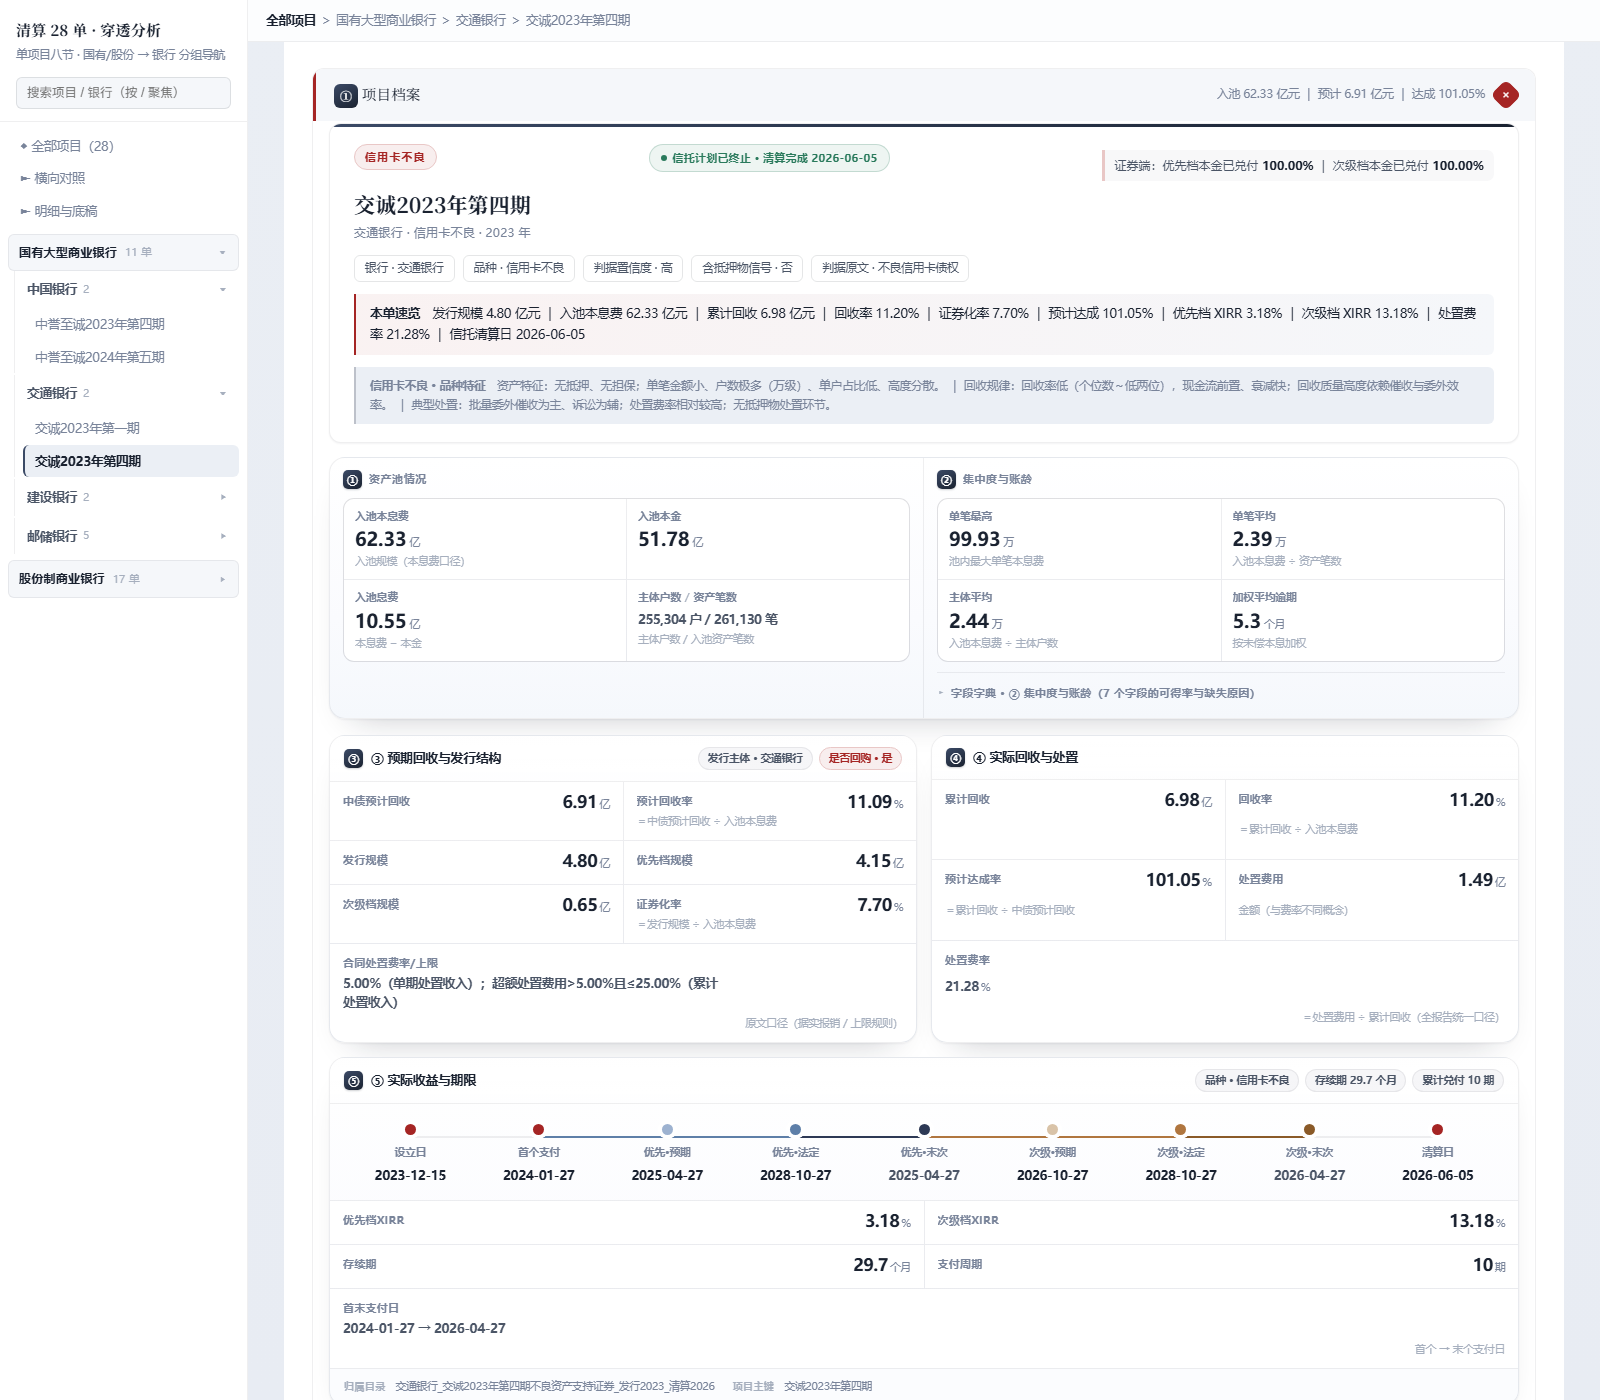 清算 28 单 · 穿透分析
单项目八节 · 国有/股份 → 银行 分组导航
搜索项目 / 银行（按 / 聚焦）
◆ 全部项目（28）
► 横向对照
► 明细与底稿
国有大型商业银行 11 单
中国银行 2
中誉至诚2023年第四期
中誉至诚2024年第五期
交通银行 2
交诚2023年第一期
交诚2023年第四期
建设银行 2
邮储银行 5
股份制商业银行 17 单
全部项目 > 国有大型商业银行 > 交通银行 > 交诚2023年第四期
① 项目档案
入池 62.33 亿元 | 预计 6.91 亿元 | 达成 101.05%
×
信用卡不良
● 信托计划已终止 • 清算完成 2026-06-05
证券端：优先档本金已兑付 100.00% | 次级档本金已兑付 100.00%
交诚2023年第四期
交通银行 · 信用卡不良 · 2023 年
银行 · 交通银行
品种 · 信用卡不良
判据置信度 · 高
含抵押物信号 · 否
判据原文 · 不良信用卡债权
本单速览 发行规模 4.80 亿元 | 入池本息费 62.33 亿元 | 累计回收 6.98 亿元 | 回收率 11.20% | 证券化率 7.70% | 预计达成 101.05% | 优先档 XIRR 3.18% | 次级档 XIRR 13.18% | 处置费
率 21.28% | 信托清算日 2026-06-05
信用卡不良 • 品种特征 资产特征：无抵押、无担保；单笔金额小、户数极多（万级）、单户占比低、高度分散。 | 回收规律：回收率低（个位数~低两位），现金流前置、衰减快；回收质量高度依赖催收与委外效
率。 | 典型处置：批量委外催收为主、诉讼为辅；处置费率相对较高；无抵押物处置环节。
① 资产池情况
入池本息费
62.33 亿
入池规模（本息费口径）
入池本金
51.78 亿
入池息费
10.55 亿
本息费 − 本金
主体户数 / 资产笔数
255,304 户 / 261,130 笔
主体户数 / 入池资产笔数
② 集中度与账龄
单笔最高
99.93 万
池内最大单笔本息费
单笔平均
2.39 万
入池本息费 ÷ 资产笔数
主体平均
2.44 万
入池本息费 ÷ 主体户数
加权平均逾期
5.3 个月
按未偿本息加权
字段字典 • ② 集中度与账龄（7 个字段的可得率与缺失原因）
③ ③ 预期回收与发行结构
发行主体 • 交通银行
是否回购 • 是
中债预计回收 6.91 亿
预计回收率 11.09 %
＝中债预计回收 ÷ 入池本息费
发行规模 4.80 亿
优先档规模 4.15 亿
次级档规模 0.65 亿
证券化率 7.70 %
＝发行规模 ÷ 入池本息费
合同处置费率/上限
5.00%（单期处置收入）；超额处置费用>5.00%且≤25.00%（累计
处置收入）
原文口径（据实报销 / 上限规则）
④ ④ 实际回收与处置
累计回收 6.98 亿
回收率 11.20 %
＝累计回收 ÷ 入池本息费
预计达成率 101.05 %
＝累计回收 ÷ 中债预计回收
处置费用 1.49 亿
金额（与费率不同概念）
处置费率
21.28 %
＝处置费用 ÷ 累计回收（全报告统一口径）
⑤ ⑤ 实际收益与期限
品种 • 信用卡不良
存续期 29.7 个月
累计兑付 10 期
设立日
2023-12-15
首个支付
2024-01-27
优先•预期
2025-04-27
优先•法定
2028-10-27
优先•末次
2025-04-27
次级•预期
2026-10-27
次级•法定
2028-10-27
次级•末次
2026-04-27
清算日
2026-06-05
优先档XIRR 3.18 %
次级档XIRR 13.18 %
存续期 29.7 个月
支付周期 10 期
首末支付日
2024-01-27 → 2026-04-27
首个 → 末个支付日
归属目录 交通银行_交诚2023年第四期不良资产支持证券_发行2023_清算2026 项目主键 交诚2023年第四期